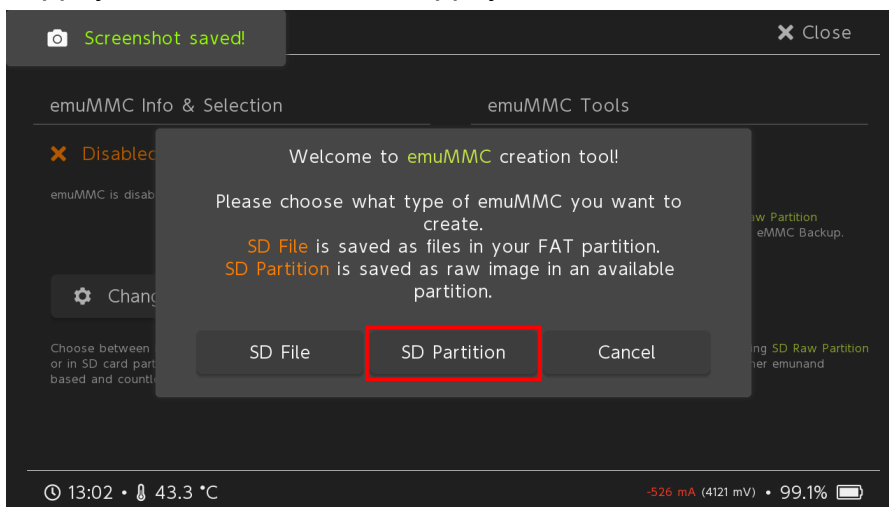 Screenshot saved!
Close
emuMMC Info & Selection
emuMMC Tools
Disabled
emuMMC is disab
Welcome to emuMMC creation tool!
Please choose what type of emuMMC you want to
create.
SD File is saved as files in your FAT partition.
SD Partition is saved as raw image in an available
partition.
aw Partition
eMMC Backup.
Chang
SD File
SD Partition
Cancel
Choose between
or in SD card part
based and countl
ing SD Raw Partition
her emunand
13:02 • 43.3 °C
-526 mA (4121 mV) • 99.1%